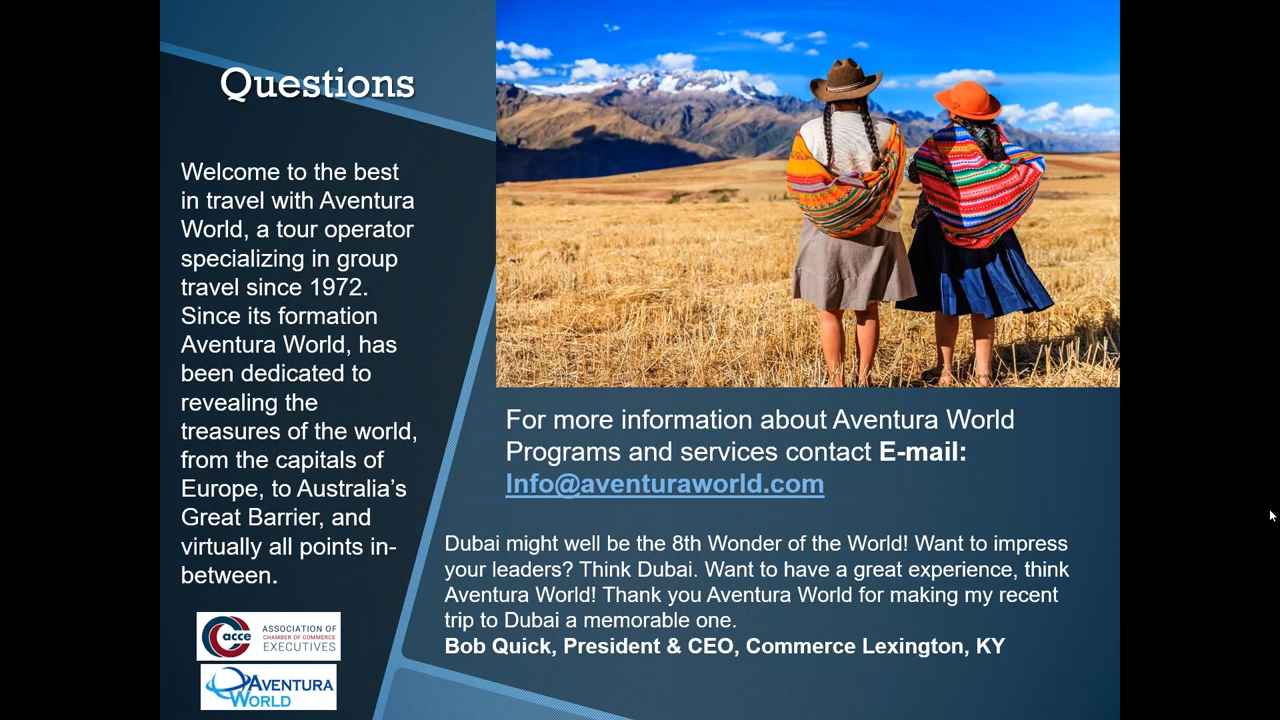 Questions
Welcome to the best
in travel with Aventura
World, a tour operator
specializing in group
travel since 1972.
Since its formation
Aventura World, has
been dedicated to
revealing the
treasures of the world,
from the capitals of
Europe, to Australia’s
Great Barrier, and
virtually all points in-
between.
acce ASSOCIATION OF
CHAMBER OF COMMERCE
EXECUTIVES
AVENTURA
WORLD
For more information about Aventura World
Programs and services contact E-mail:
Info@aventuraworld.com
Dubai might well be the 8th Wonder of the World! Want to impress
your leaders? Think Dubai. Want to have a great experience, think
Aventura World! Thank you Aventura World for making my recent
trip to Dubai a memorable one.
Bob Quick, President & CEO, Commerce Lexington, KY